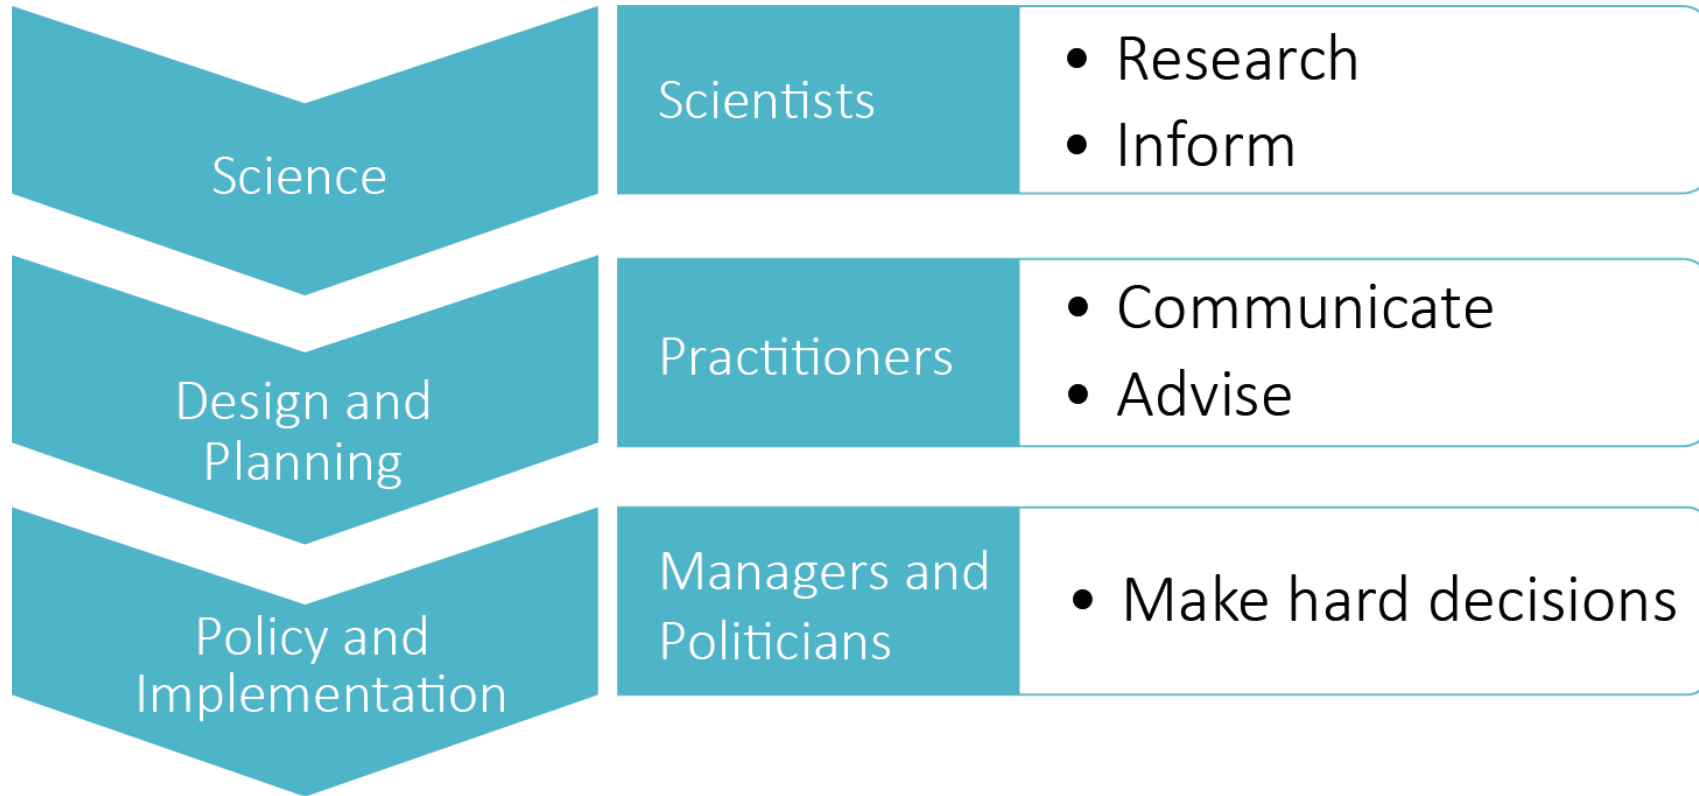 Science
Scientists
• Research
• Inform
Design and
Planning
Practitioners
• Communicate
• Advise
Policy and
Implementation
Managers and
Politicians
• Make hard decisions